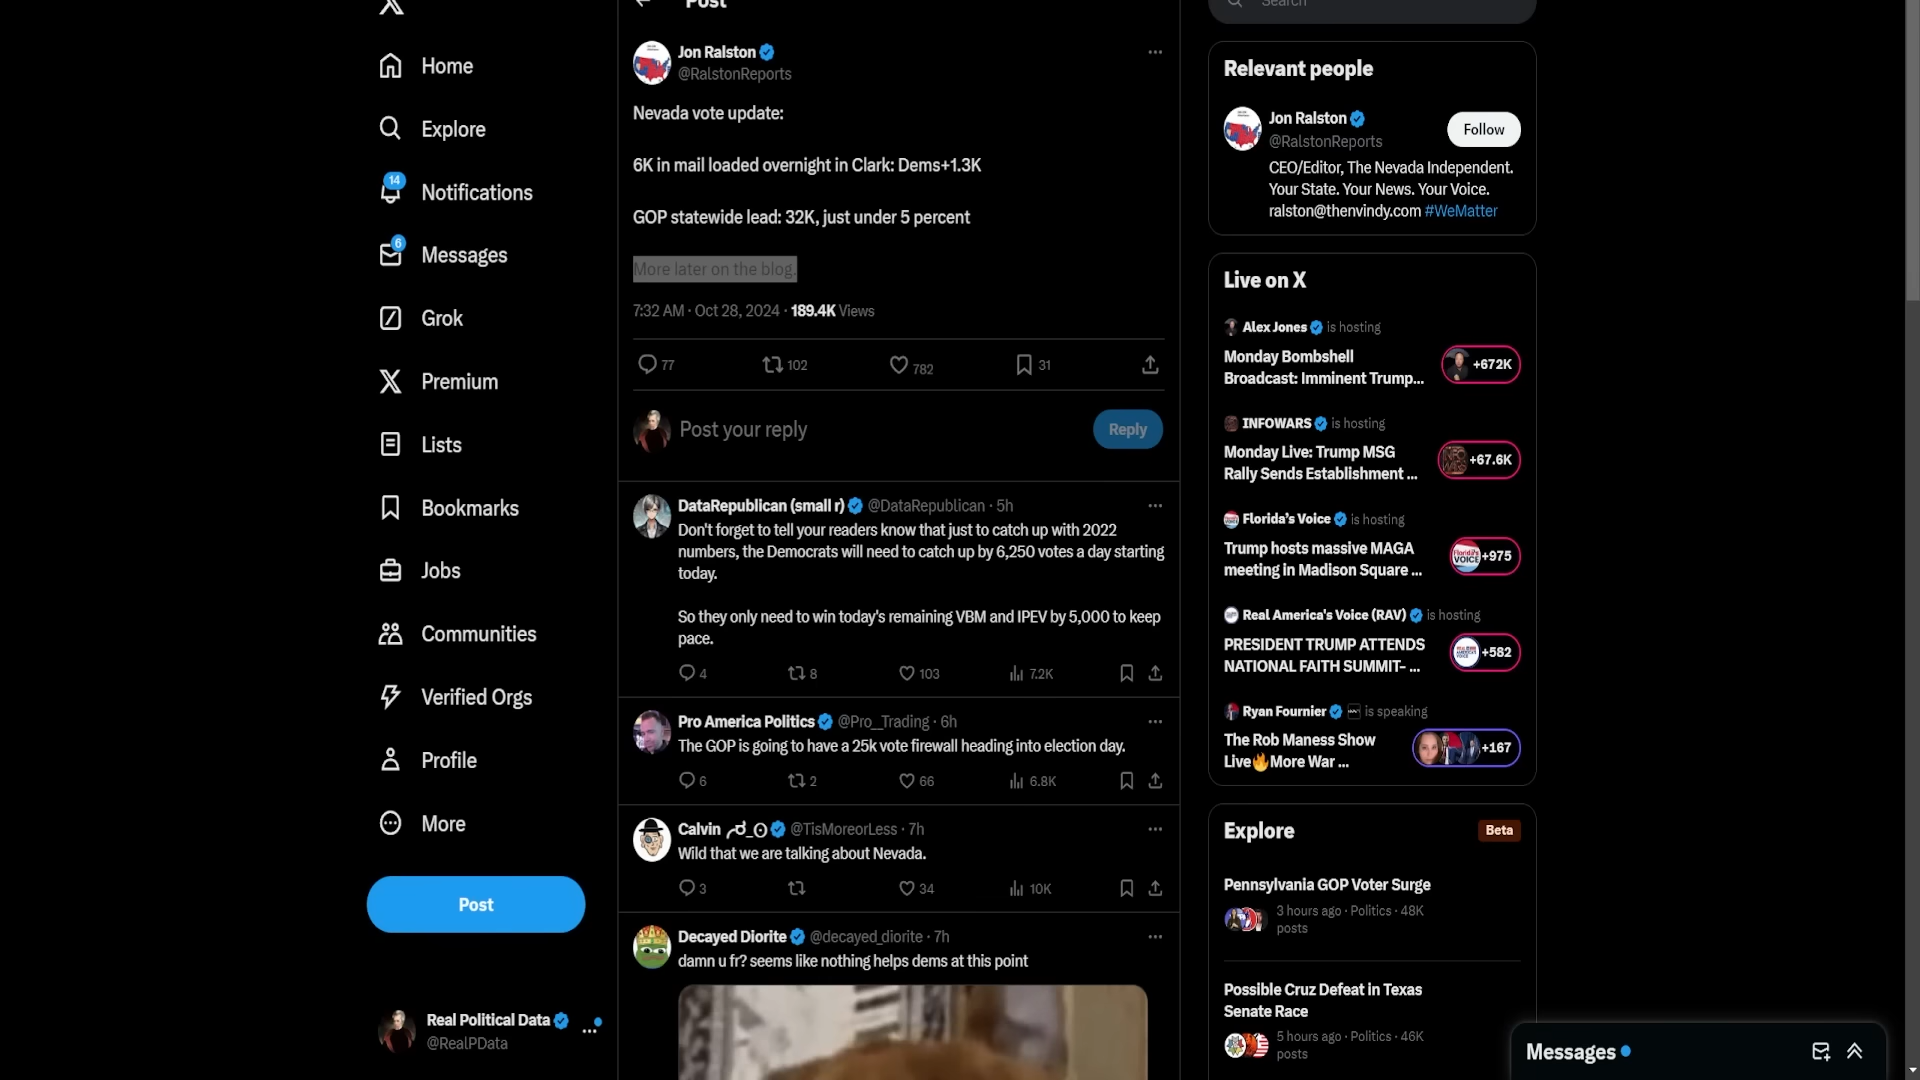 Post
Search
Home
Explore
14
Notifications
6
Messages
Grok
Premium
Lists
Bookmarks
Jobs
Communities
Verified Orgs
Profile
More
Post
Real Political Data
@RealPData
Jon Ralston
@RalstonReports
Nevada vote update:
6K in mail loaded overnight in Clark: Dems+1.3K
GOP statewide lead: 32K, just under 5 percent
More later on the blog.
7:32 AM · Oct 28, 2024 · 189.4K Views
77 102 782 31
Post your reply
Reply
DataRepublican (small r) @DataRepublican · 5h
Don't forget to tell your readers know that just to catch up with 2022
numbers, the Democrats will need to catch up by 6,250 votes a day starting
today.
So they only need to win today's remaining VBM and IPEV by 5,000 to keep
pace.
4 8 103 7.2K
Pro America Politics @Pro__Trading · 6h
The GOP is going to have a 25k vote firewall heading into election day.
6 2 66 6.8K
Calvin @TisMoreorLess · 7h
Wild that we are talking about Nevada.
3 34 10K
Decayed Diorite @decayed_diorite · 7h
damn u fr? seems like nothing helps dems at this point
Relevant people
Jon Ralston
@RalstonReports
Follow
CEO/Editor, The Nevada Independent.
Your State. Your News. Your Voice.
ralston@thenvindy.com #WeMatter
Live on X
Alex Jones is hosting
Monday Bombshell
Broadcast: Imminent Trump...
+672K
INFOWARS is hosting
Monday Live: Trump MSG
Rally Sends Establishment ...
+67.6K
Florida's Voice is hosting
Trump hosts massive MAGA
meeting in Madison Square ...
+975
Real America's Voice (RAV) is hosting
PRESIDENT TRUMP ATTENDS
NATIONAL FAITH SUMMIT- ...
+582
Ryan Fournier is speaking
The Rob Maness Show
Live🔥More War ...
+167
Explore
Beta
Pennsylvania GOP Voter Surge
3 hours ago · Politics · 48K
posts
Possible Cruz Defeat in Texas
Senate Race
5 hours ago · Politics · 46K
posts
Messages